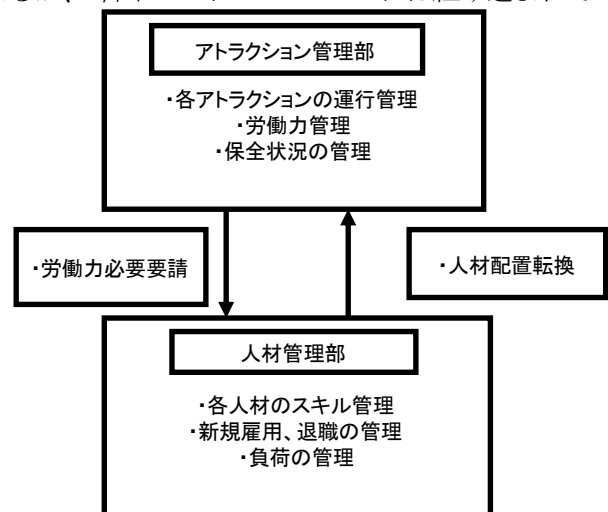 アトラクション管理部
・各アトラクションの運行管理
・労働力管理
・保全状況の管理
・労働力必要要請
・人材配置転換
人材管理部
・各人材のスキル管理
・新規雇用、退職の管理
・負荷の管理